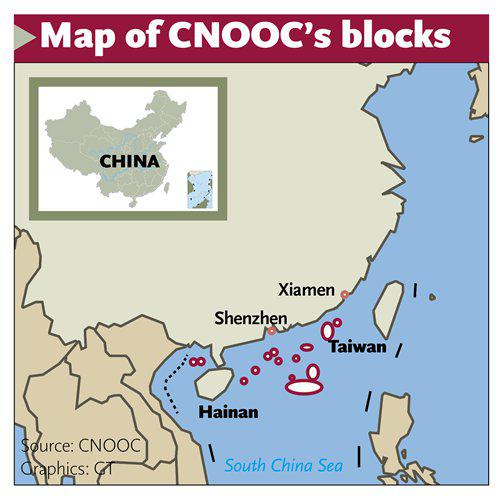 Map of CNOOC's blocks
CHINA
Xiamen
Shenzhen
Taiwan
Hainan
Source: CNOOC
Graphics: GT
South China Sea